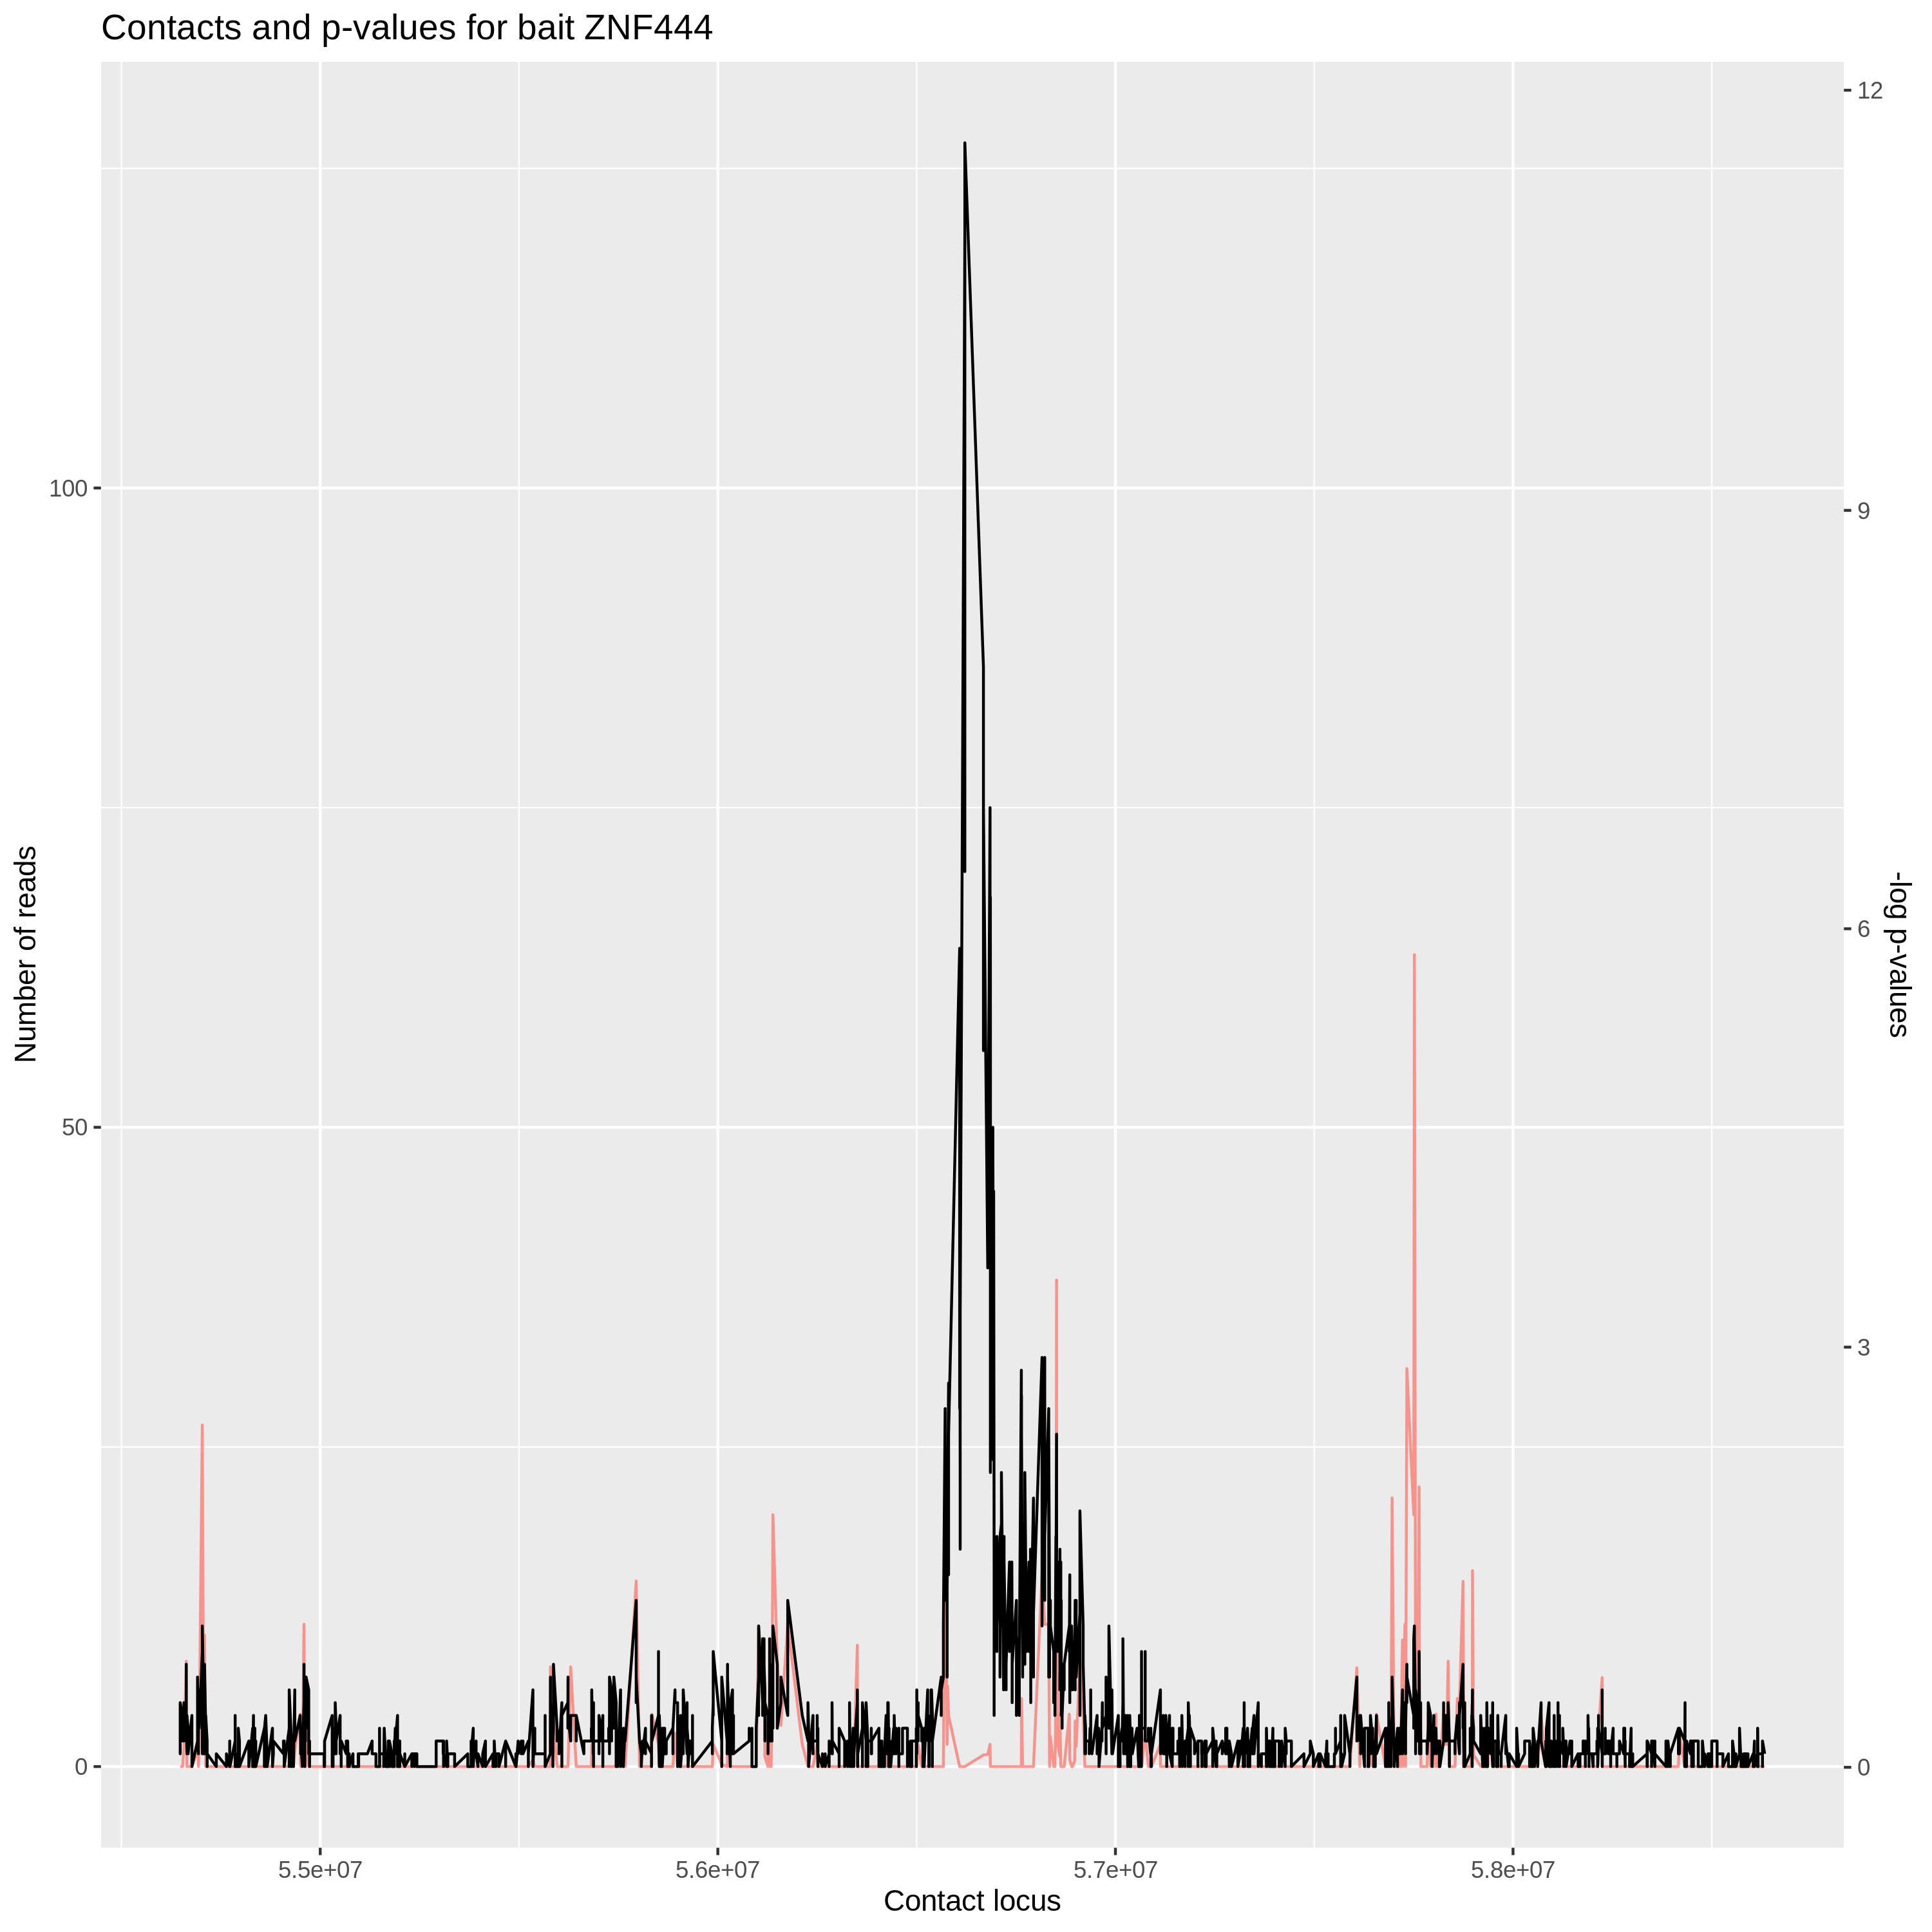 Contacts and p-values for bait ZNF444
12
9
6
3
0
-log p-values
100
50
0
Number of reads
5.5e+07
5.6e+07
5.7e+07
5.8e+07
Contact locus